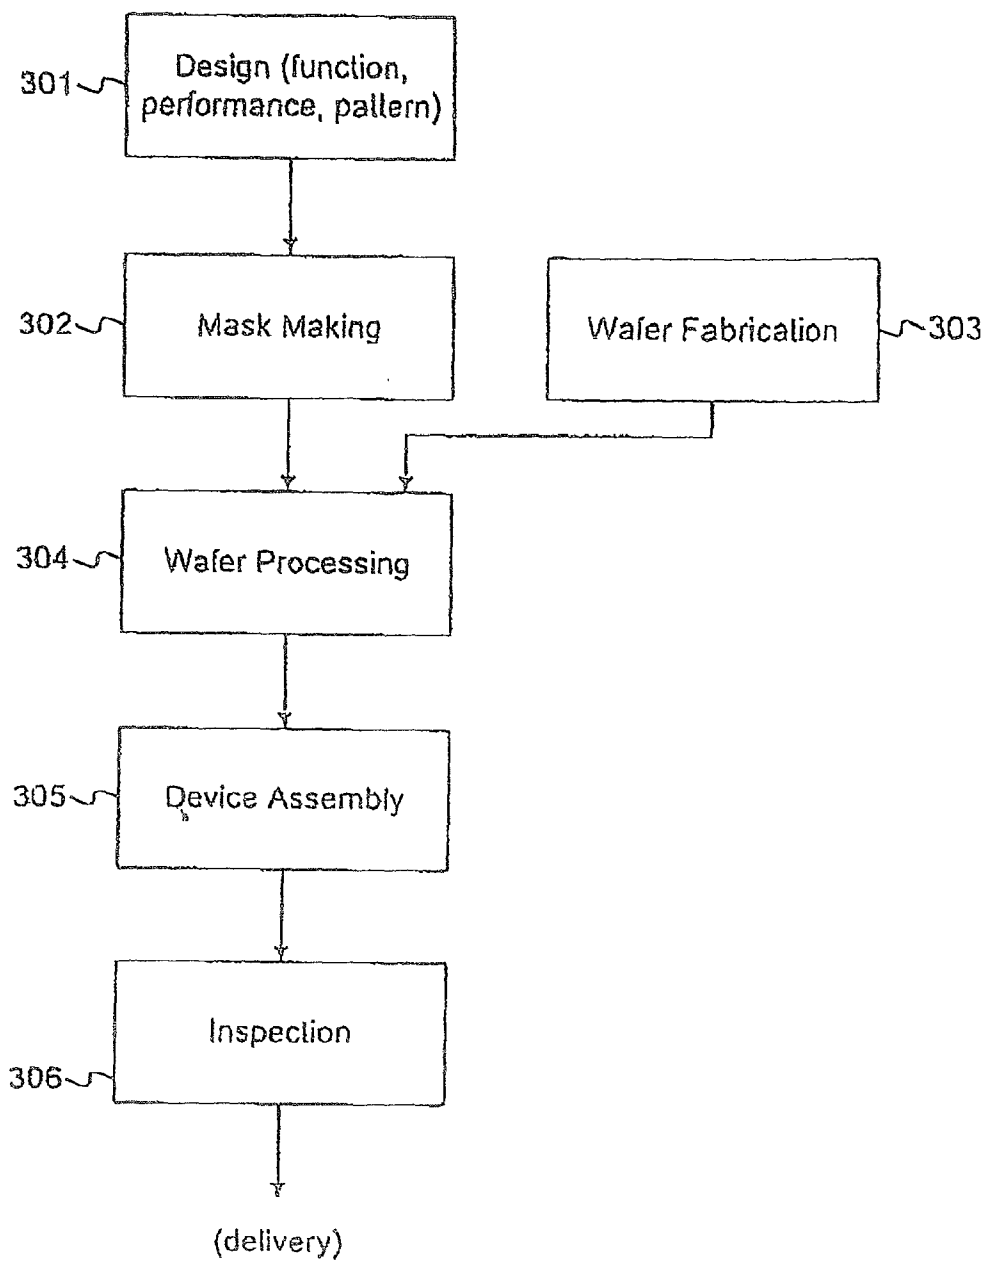 301
Design (function,
performance, pattern)
302
Mask Making
Wafer Fabrication
303
304
Wafer Processing
305
Device Assembly
Inspection
306
(delivery)